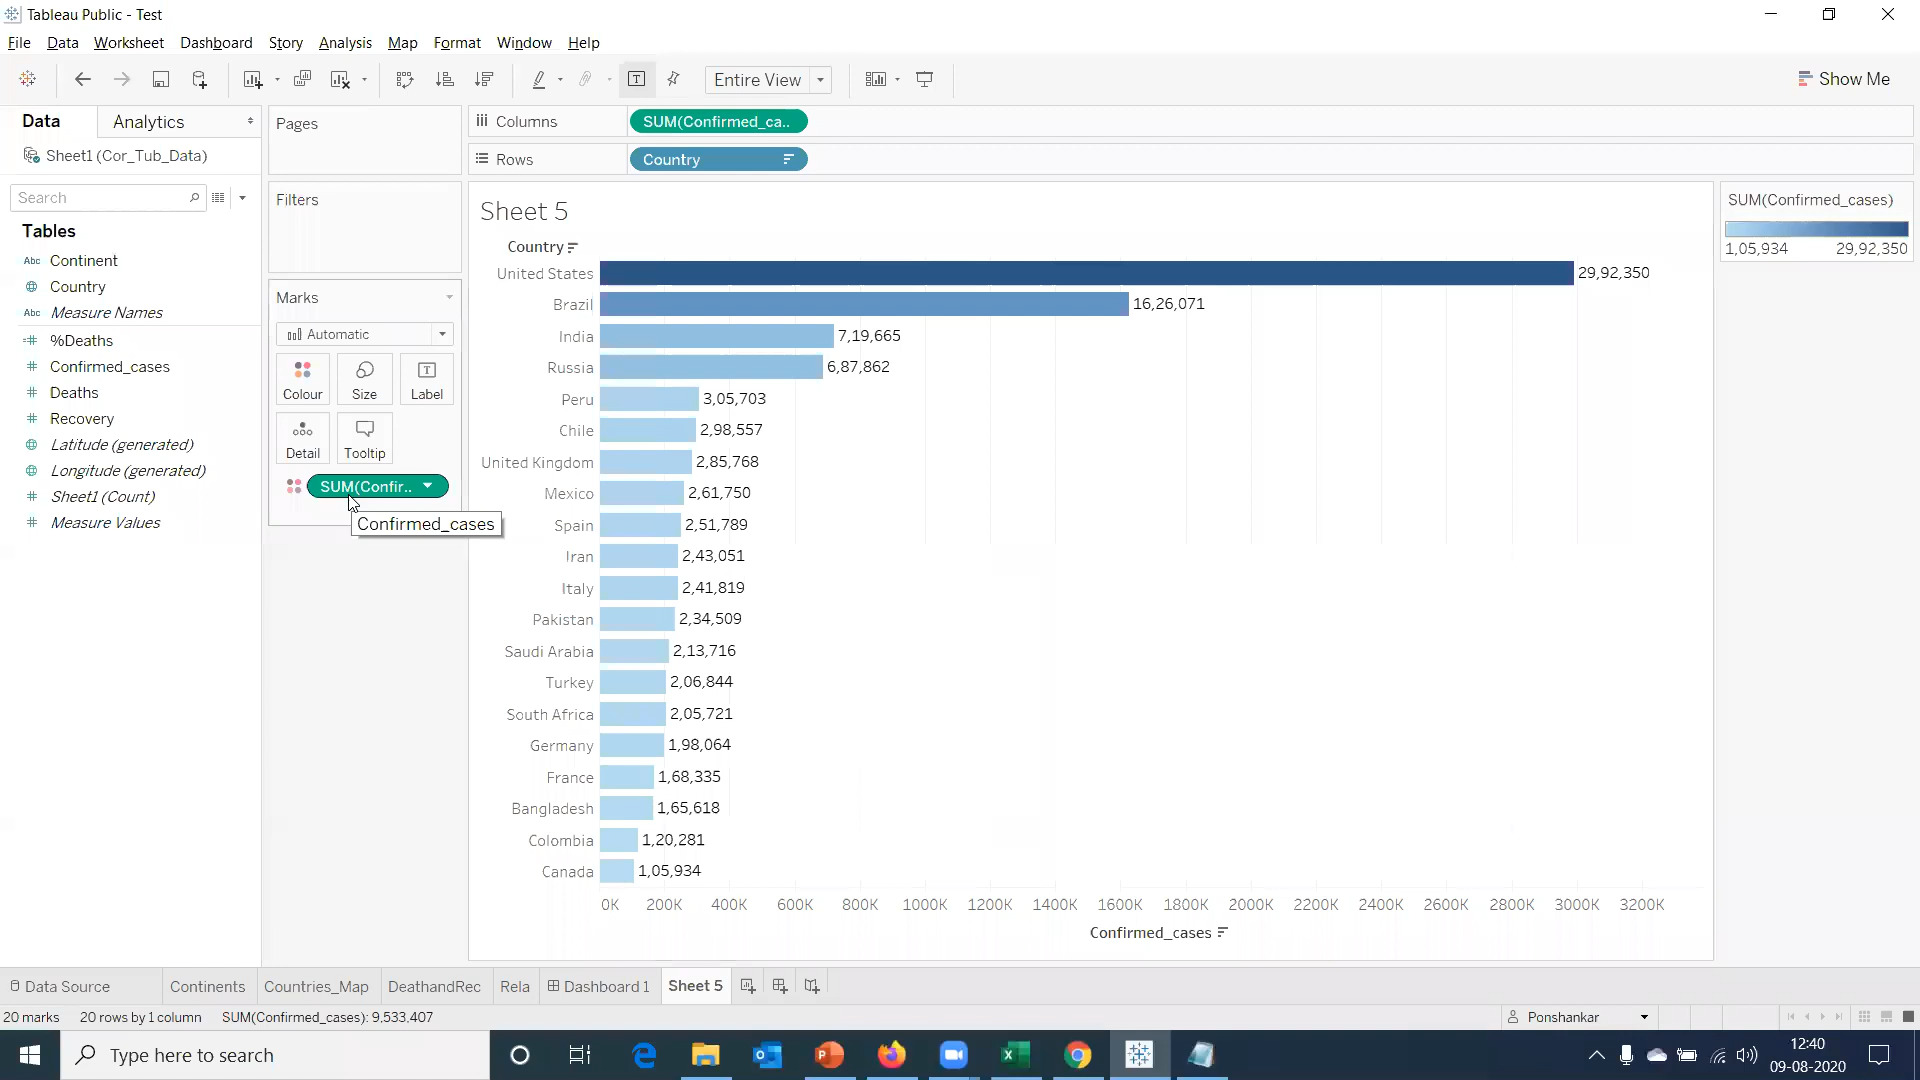 Tableau Public - Test
File Data Worksheet Dashboard Story Analysis Map Format Window Help
Entire View
Show Me
Data Analytics
Sheet1 (Cor_Tub_Data)
Search
Tables
Abc Continent
Country
Abc Measure Names
%Deaths
Confirmed_cases
Deaths
Recovery
Latitude (generated)
Longitude (generated)
Sheet1 (Count)
Measure Values
Pages
Filters
Marks
Automatic
Colour Size Label
Detail Tooltip
SUM(Confir..
Confirmed_cases
Columns SUM(Confirmed_ca..
Rows Country
Sheet 5
Country
United States 29,92,350
Brazil 16,26,071
India 7,19,665
Russia 6,87,862
Peru 3,05,703
Chile 2,98,557
United Kingdom 2,85,768
Mexico 2,61,750
Spain 2,51,789
Iran 2,43,051
Italy 2,41,819
Pakistan 2,34,509
Saudi Arabia 2,13,716
Turkey 2,06,844
South Africa 2,05,721
Germany 1,98,064
France 1,68,335
Bangladesh 1,65,618
Colombia 1,20,281
Canada 1,05,934
0K 200K 400K 600K 800K 1000K 1200K 1400K 1600K 1800K 2000K 2200K 2400K 2600K 2800K 3000K 3200K
Confirmed_cases
SUM(Confirmed_cases)
1,05,934 29,92,350
Data Source Continents Countries_Map DeathandRec Rela Dashboard 1 Sheet 5
20 marks 20 rows by 1 column SUM(Confirmed_cases): 9,533,407
Ponshankar
Type here to search
12:40
09-08-2020